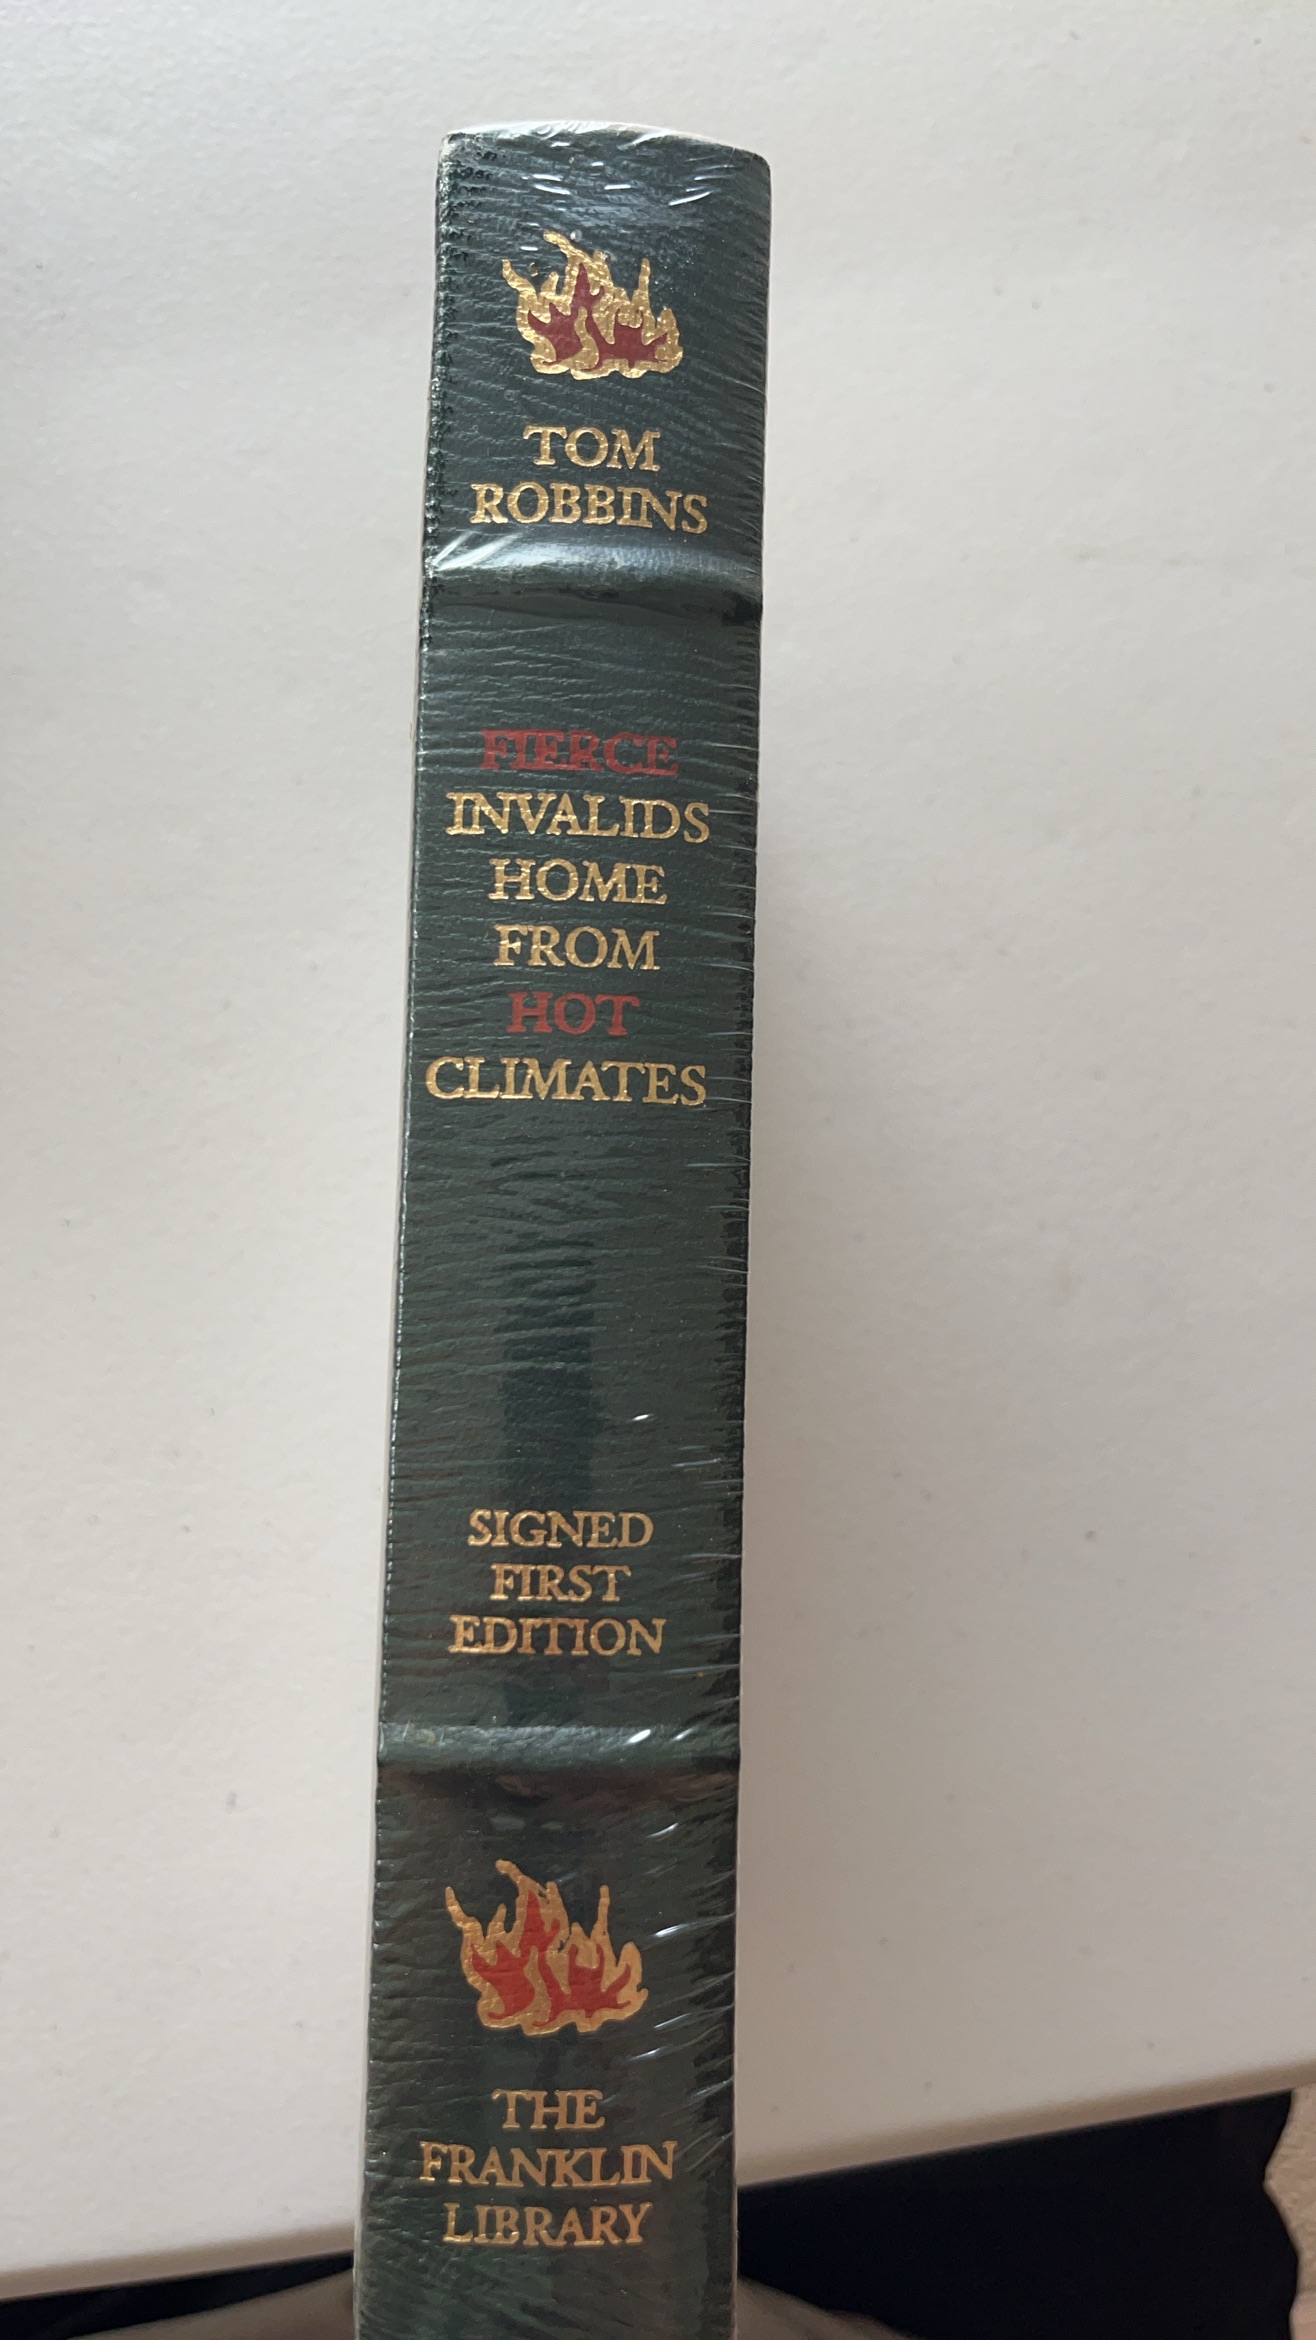 TOM
ROBBINS
FIERCE
INVALIDS
HOME
FROM
HOT
CLIMATES
SIGNED
FIRST
EDITION
THE
FRANKLIN
LIBRARY